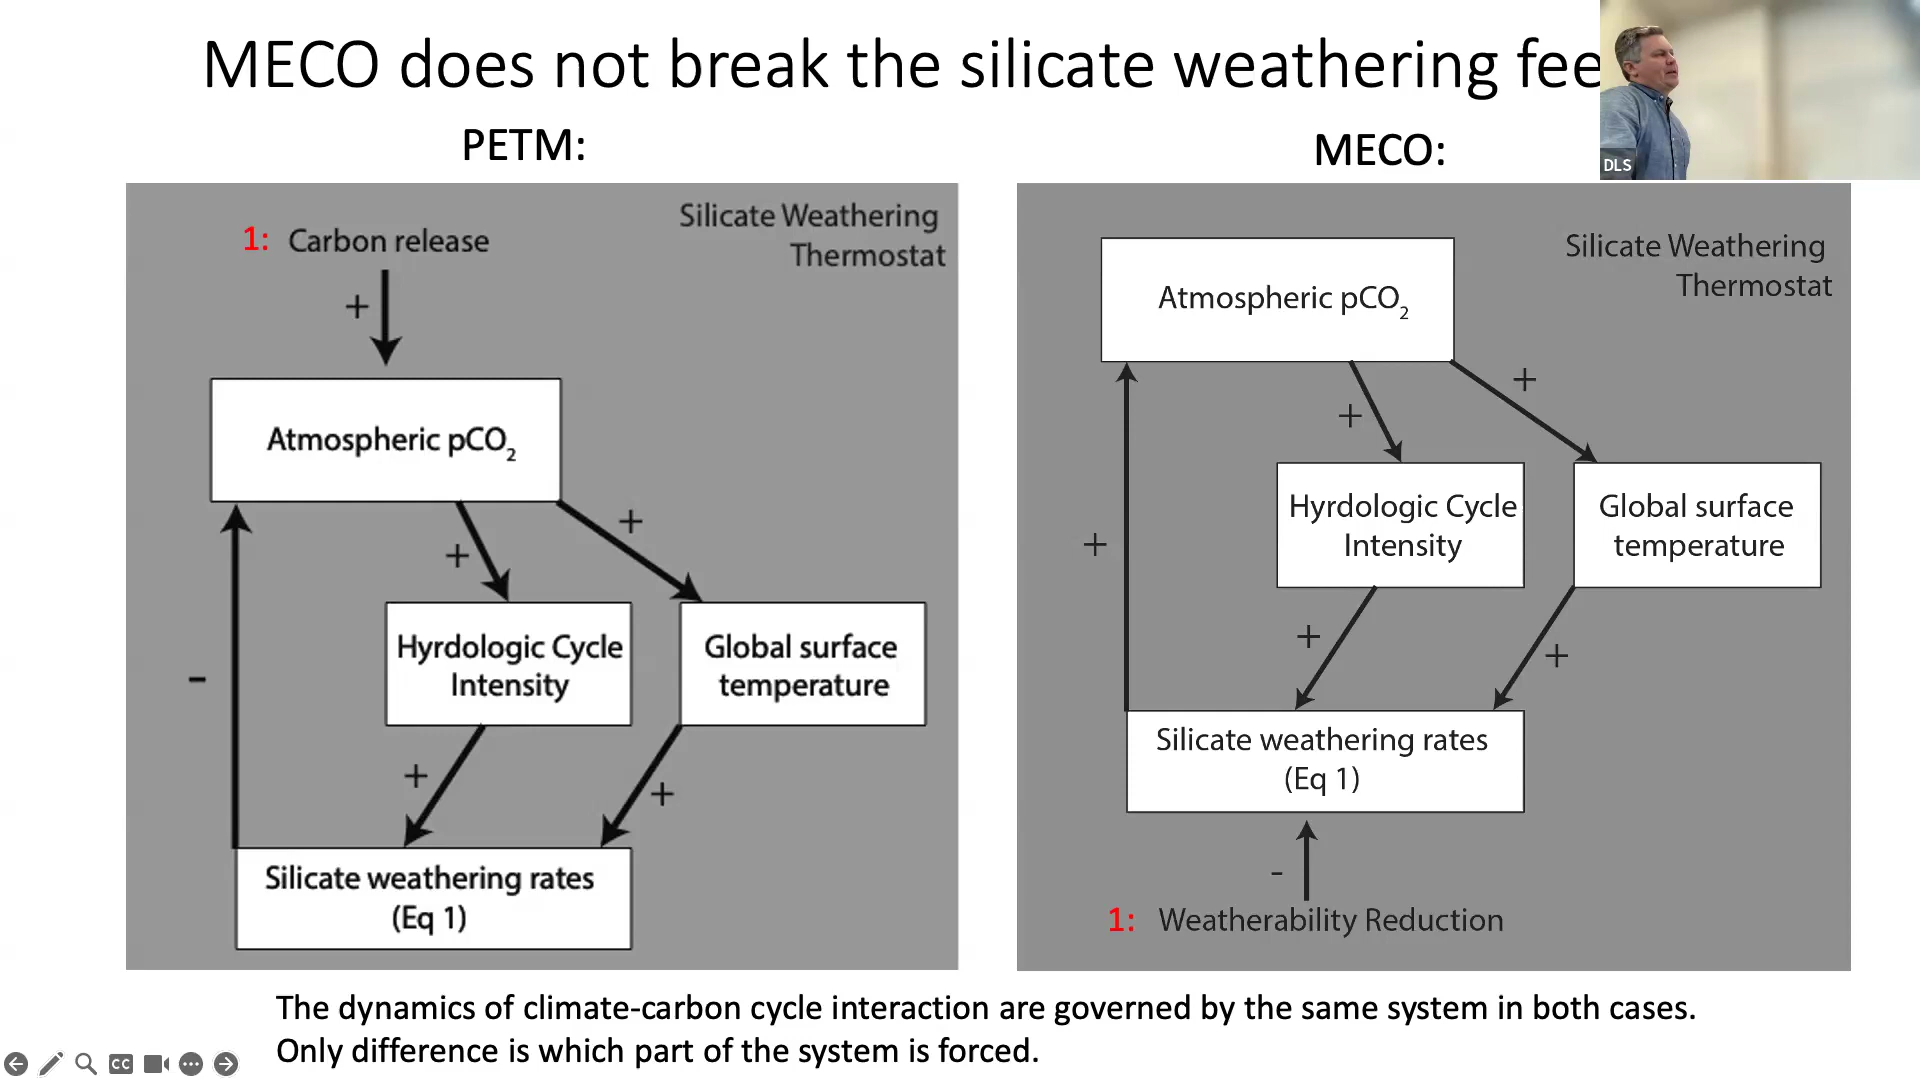 MECO does not break the silicate weathering fee
DLS
PETM:
1: Carbon release
Silicate Weathering
Thermostat
+
Atmospheric pCO₂
+
+
-
Hyrdologic Cycle
Intensity
Global surface
temperature
+
+
Silicate weathering rates
(Eq 1)
MECO:
Silicate Weathering
Thermostat
Atmospheric pCO₂
+
+
+
Hyrdologic Cycle
Intensity
Global surface
temperature
+
+
Silicate weathering rates
(Eq 1)
-
1: Weatherability Reduction
The dynamics of climate-carbon cycle interaction are governed by the same system in both cases.
Only difference is which part of the system is forced.
CC